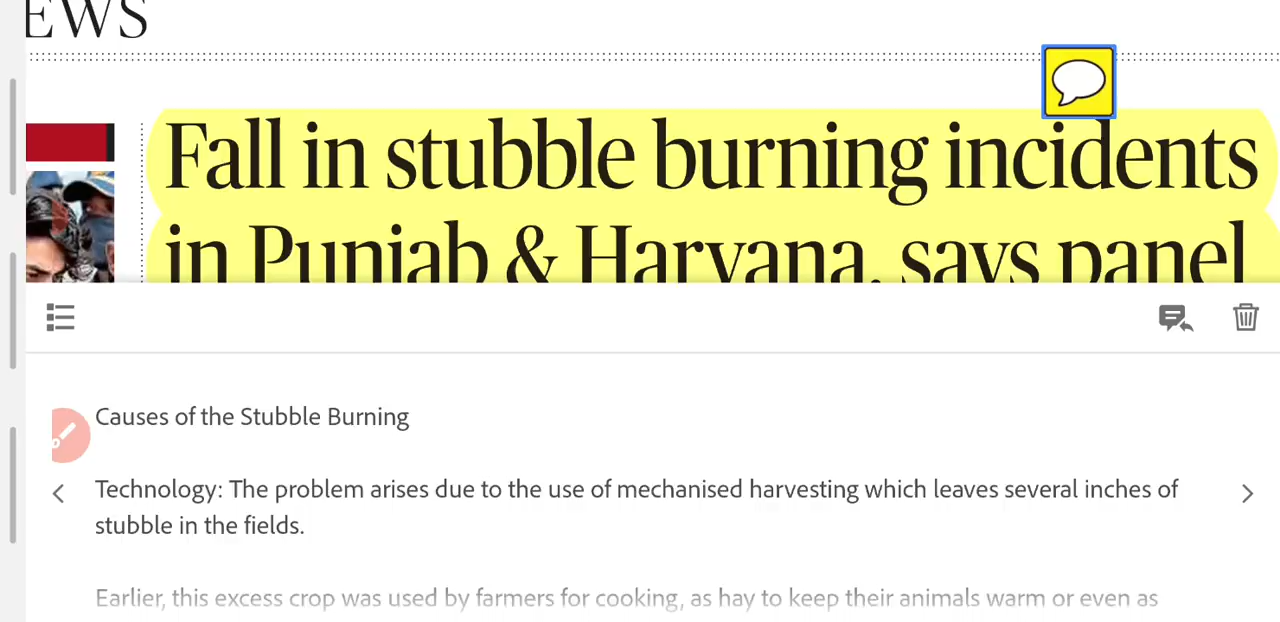 EWS
Fall in stubble burning incidents
in Punjab & Haryana, says panel
Causes of the Stubble Burning
Technology: The problem arises due to the use of mechanised harvesting which leaves several inches of
stubble in the fields.
Earlier, this excess crop was used by farmers for cooking, as hay to keep their animals warm or even as